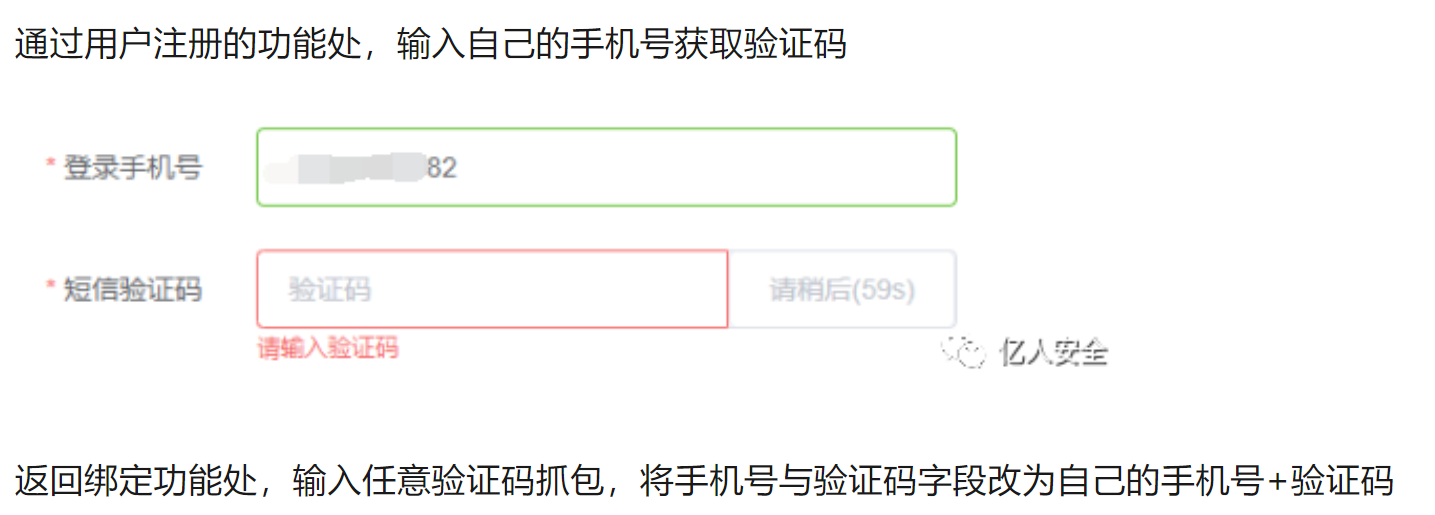 通过用户注册的功能处，输入自己的手机号获取验证码
* 登录手机号 82
* 短信验证码 验证码 请稍后(59s)
请输入验证码
亿人安全
返回绑定功能处，输入任意验证码抓包，将手机号与验证码字段改为自己的手机号+验证码